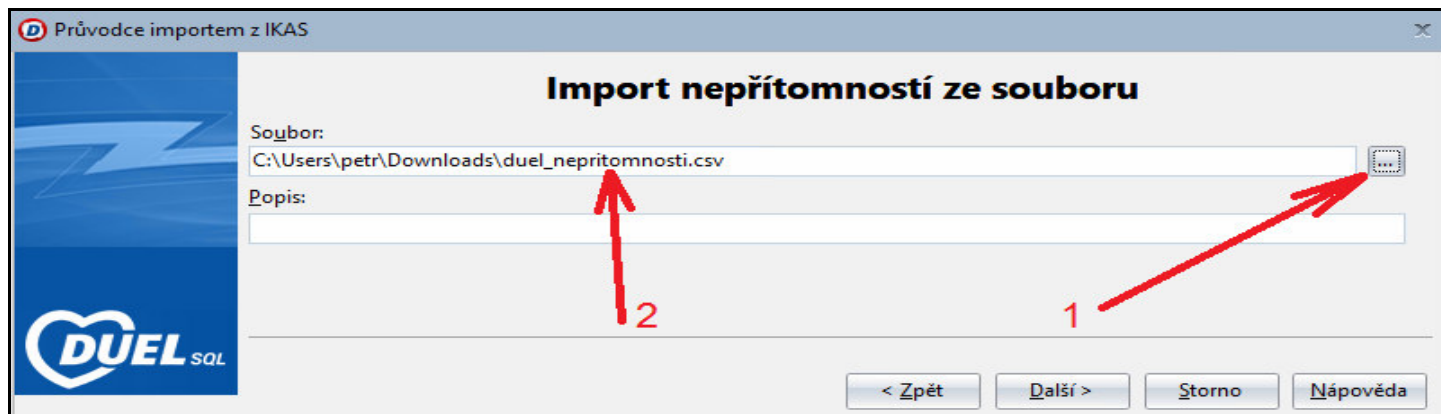 Průvodce importem z IKAS
Import nepřítomností ze souboru
Soubor:
C:\Users\petr\Downloads\duel_nepritomnosti.csv
...
Popis:
2
1
DUEL SQL
< Zpět
Další >
Storno
Nápověda